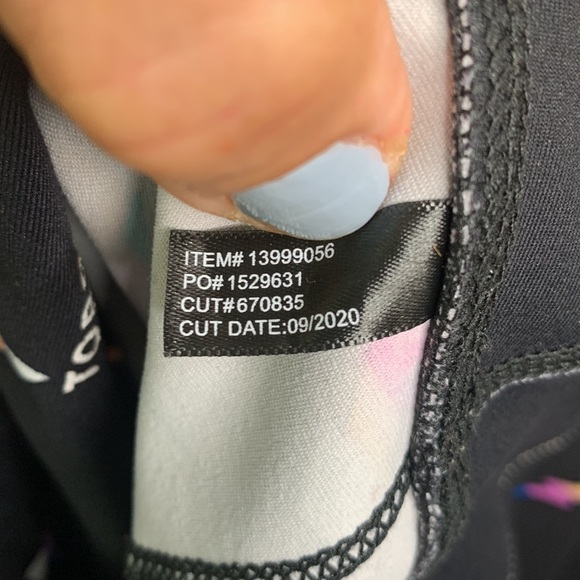 ITEM# 13999056
PO# 1529631
CUT#670835
CUT DATE:09/2020